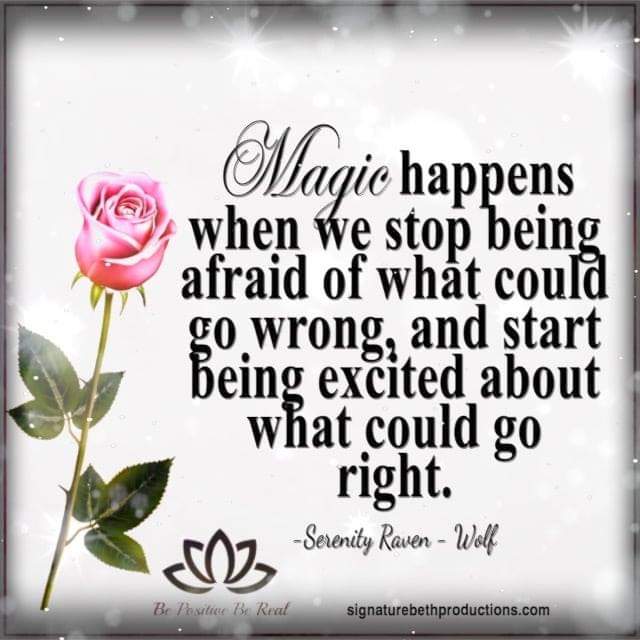 Magic happens
when we stop being
afraid of what could
go wrong, and start
being excited about
what could go
right.
-Serenity Raven - Wolf
Be Positive Be Real
signaturebethproductions.com